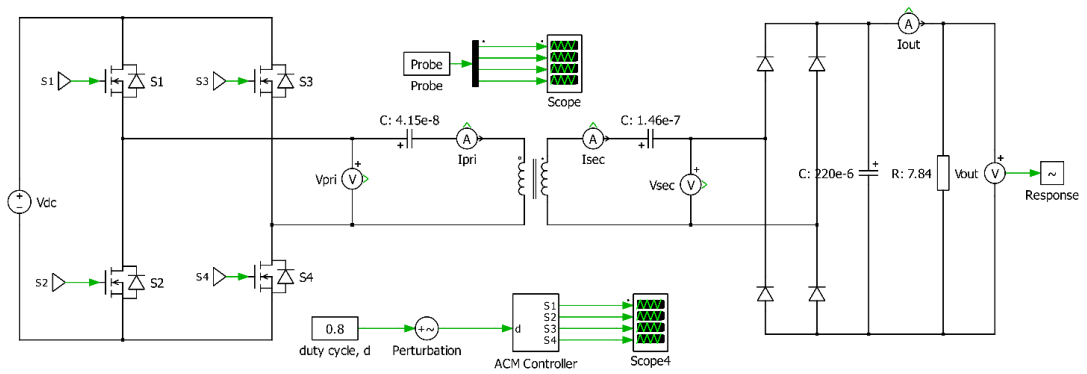 S1
S1
S3
S3
Probe
Probe
Scope
A
Iout
C: 4.15e-8
+
A
Ipri
A
Isec
C: 1.46e-7
+
Vdc
+
−
Vpri
V
+
Vsec
V
+
C: 220e-6
+
R: 7.84
Vout
V
+
~
Response
S2
S2
S4
S4
0.8
duty cycle, d
+~
Perturbation
d
S1
S2
S3
S4
ACM Controller
Scope4